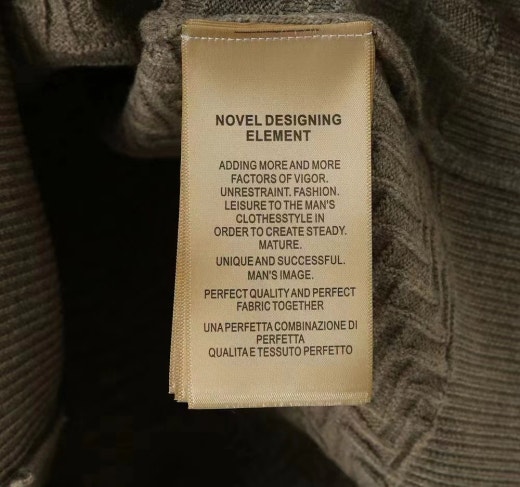 NOVEL DESIGNING
ELEMENT
ADDING MORE AND MORE
FACTORS OF VIGOR.
UNRESTRAINT. FASHION.
LEISURE TO THE MAN'S
CLOTHESSTYLE IN
ORDER TO CREATE STEADY.
MATURE.
UNIQUE AND SUCCESSFUL.
MAN'S IMAGE.
PERFECT QUALITY AND PERFECT
FABRIC TOGETHER
UNA PERFETTA COMBINAZIONE DI
PERFETTA
QUALITA E TESSUTO PERFETTO